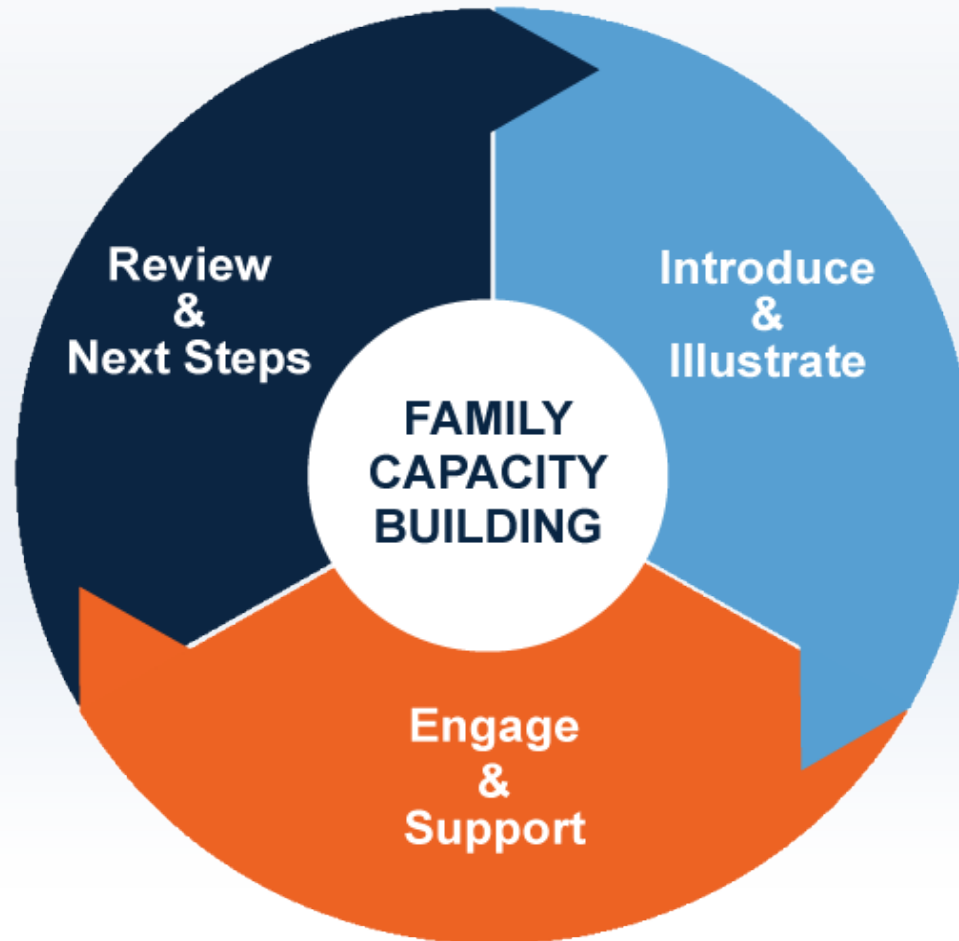 Review
&
Next Steps
Introduce
&
Illustrate
FAMILY
CAPACITY
BUILDING
Engage
&
Support